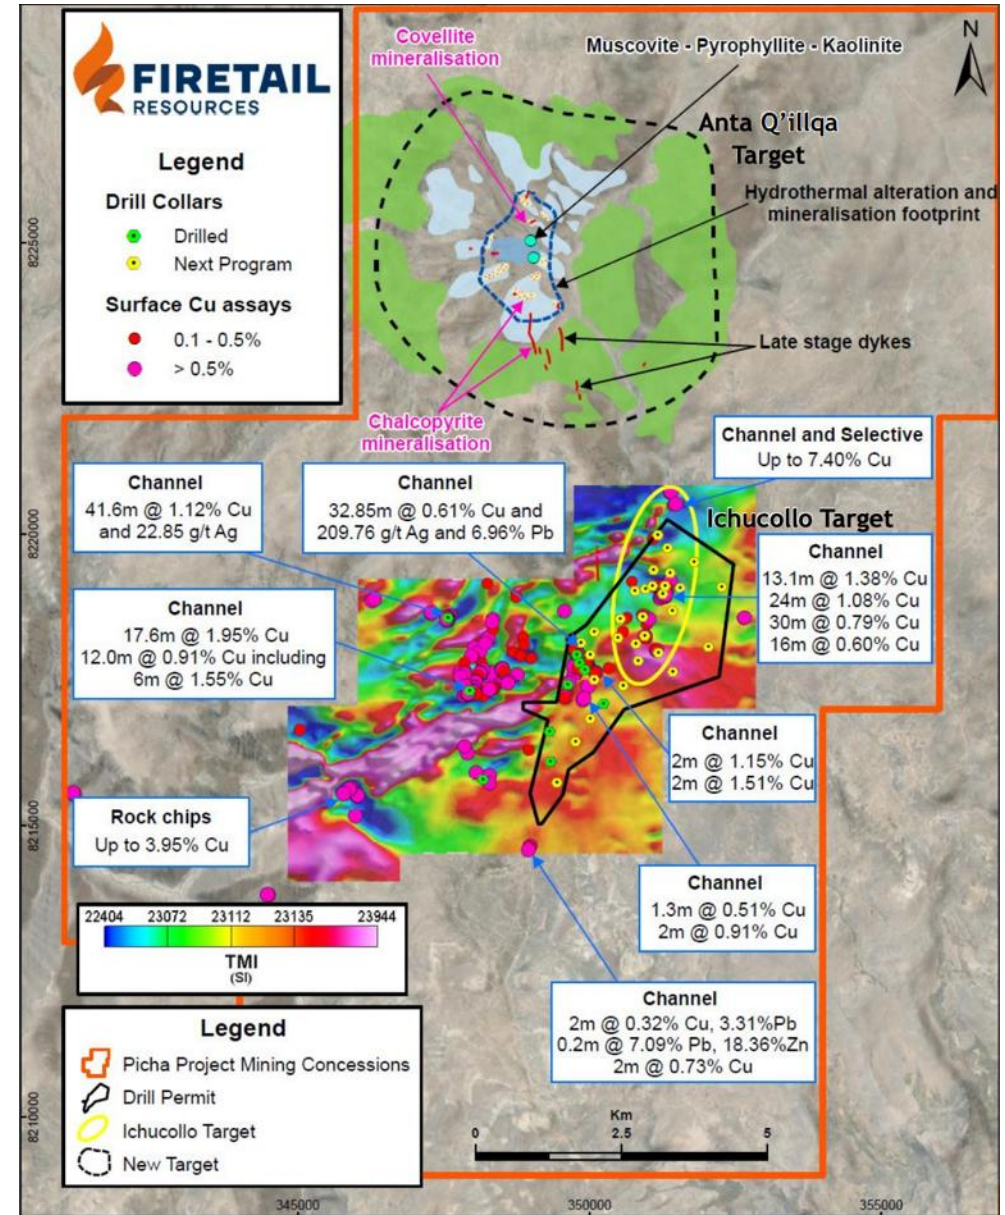 FIRETAIL
RESOURCES
Legend
Drill Collars
Drilled
Next Program
Surface Cu assays
0.1 - 0.5%
> 0.5%
Covellite
mineralisation
Muscovite - Pyrophyllite - Kaolinite
N
Anta Q'illqa
Target
Hydrothermal alteration and
mineralisation footprint
Late stage dykes
Chalcopyrite
mineralisation
Channel and Selective
Up to 7.40% Cu
Channel
41.6m @ 1.12% Cu
and 22.85 g/t Ag
Channel
32.85m @ 0.61% Cu and
209.76 g/t Ag and 6.96% Pb
Ichucollo Target
Channel
13.1m @ 1.38% Cu
24m @ 1.08% Cu
30m @ 0.79% Cu
16m @ 0.60% Cu
Channel
17.6m @ 1.95% Cu
12.0m @ 0.91% Cu including
6m @ 1.55% Cu
Channel
2m @ 1.15% Cu
2m @ 1.51% Cu
Rock chips
Up to 3.95% Cu
Channel
1.3m @ 0.51% Cu
2m @ 0.91% Cu
22404 23072 23112 23135 23944
TMI
(SI)
Channel
2m @ 0.32% Cu, 3.31%Pb
0.2m @ 7.09% Pb, 18.36%Zn
2m @ 0.73% Cu
Legend
Picha Project Mining Concessions
Drill Permit
Ichucollo Target
New Target
Km
0 2.5 5
8225000
8220000
8215000
8210000
345000 350000 355000